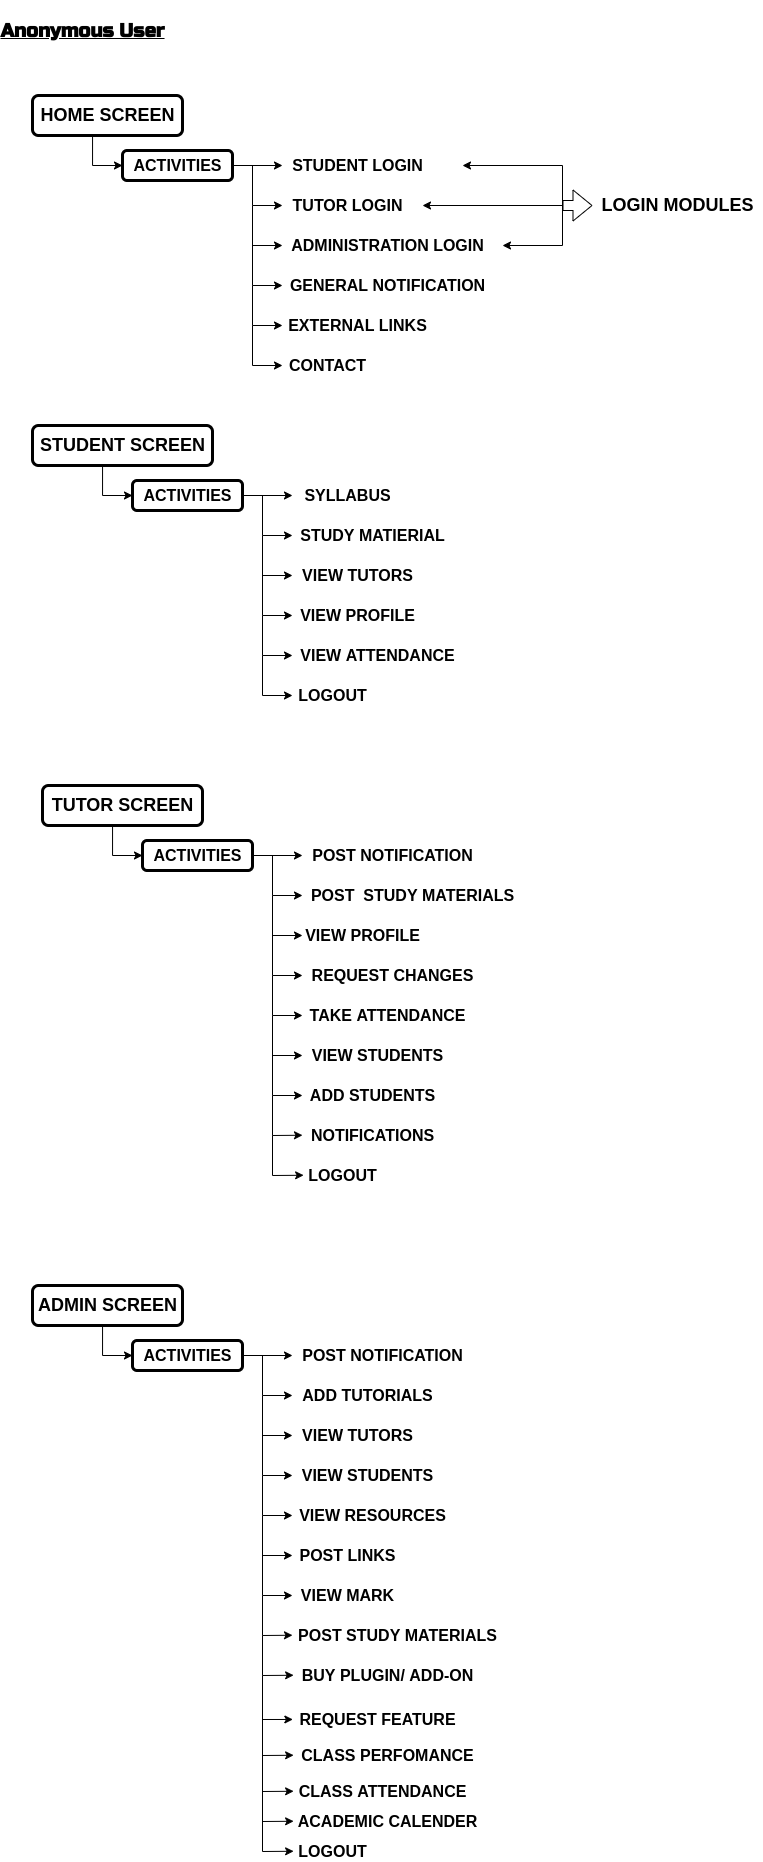 Anonymous User
HOME SCREEN
ACTIVITIES
STUDENT LOGIN
TUTOR LOGIN
LOGIN MODULES
ADMINISTRATION LOGIN
GENERAL NOTIFICATION
EXTERNAL LINKS
CONTACT
STUDENT SCREEN
ACTIVITIES
SYLLABUS
STUDY MATIERIAL
VIEW TUTORS
VIEW PROFILE
VIEW ATTENDANCE
LOGOUT
TUTOR SCREEN
ACTIVITIES
POST NOTIFICATION
POST  STUDY MATERIALS
VIEW PROFILE
REQUEST CHANGES
TAKE ATTENDANCE
VIEW STUDENTS
ADD STUDENTS
NOTIFICATIONS
LOGOUT
ADMIN SCREEN
ACTIVITIES
POST NOTIFICATION
ADD TUTORIALS
VIEW TUTORS
VIEW STUDENTS
VIEW RESOURCES
POST LINKS
VIEW MARK
POST STUDY MATERIALS
BUY PLUGIN/ ADD-ON
REQUEST FEATURE
CLASS PERFOMANCE
CLASS ATTENDANCE
ACADEMIC CALENDER
LOGOUT